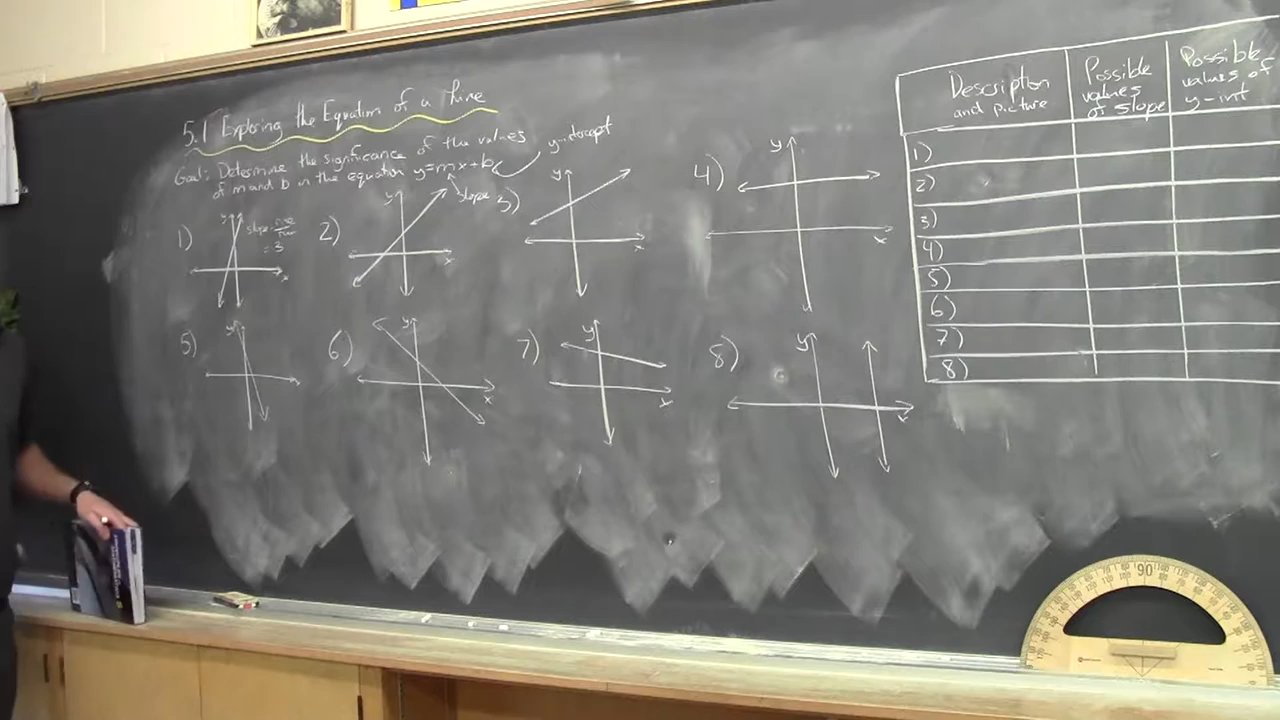 5.1 Exploring the Equation of a Line
Goal: Determine the significance of the values
of m and b in the equation y=mx+b
y-intercept
slope
1)
y
slope = rise/run
= 3
x
2)
y
x
3)
y
x
4)
y
x
5)
y
6)
y
x
7)
y
x
8)
y
x
Description
and picture
Possible
values
of slope
Possible
values of
y-int
1)
2)
3)
4)
5)
6)
7)
8)
90